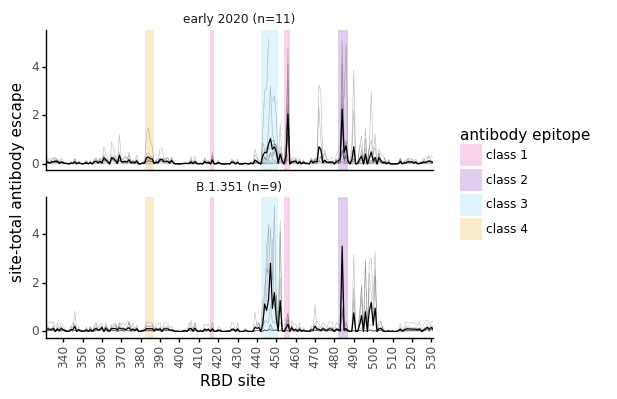 early 2020 (n=11)
4
2
0
B.1.351 (n=9)
4
2
0
site-total antibody escape
340 350 360 370 380 390 400 410 420 430 440 450 460 470 480 490 500 510 520 530
RBD site
antibody epitope
class 1
class 2
class 3
class 4